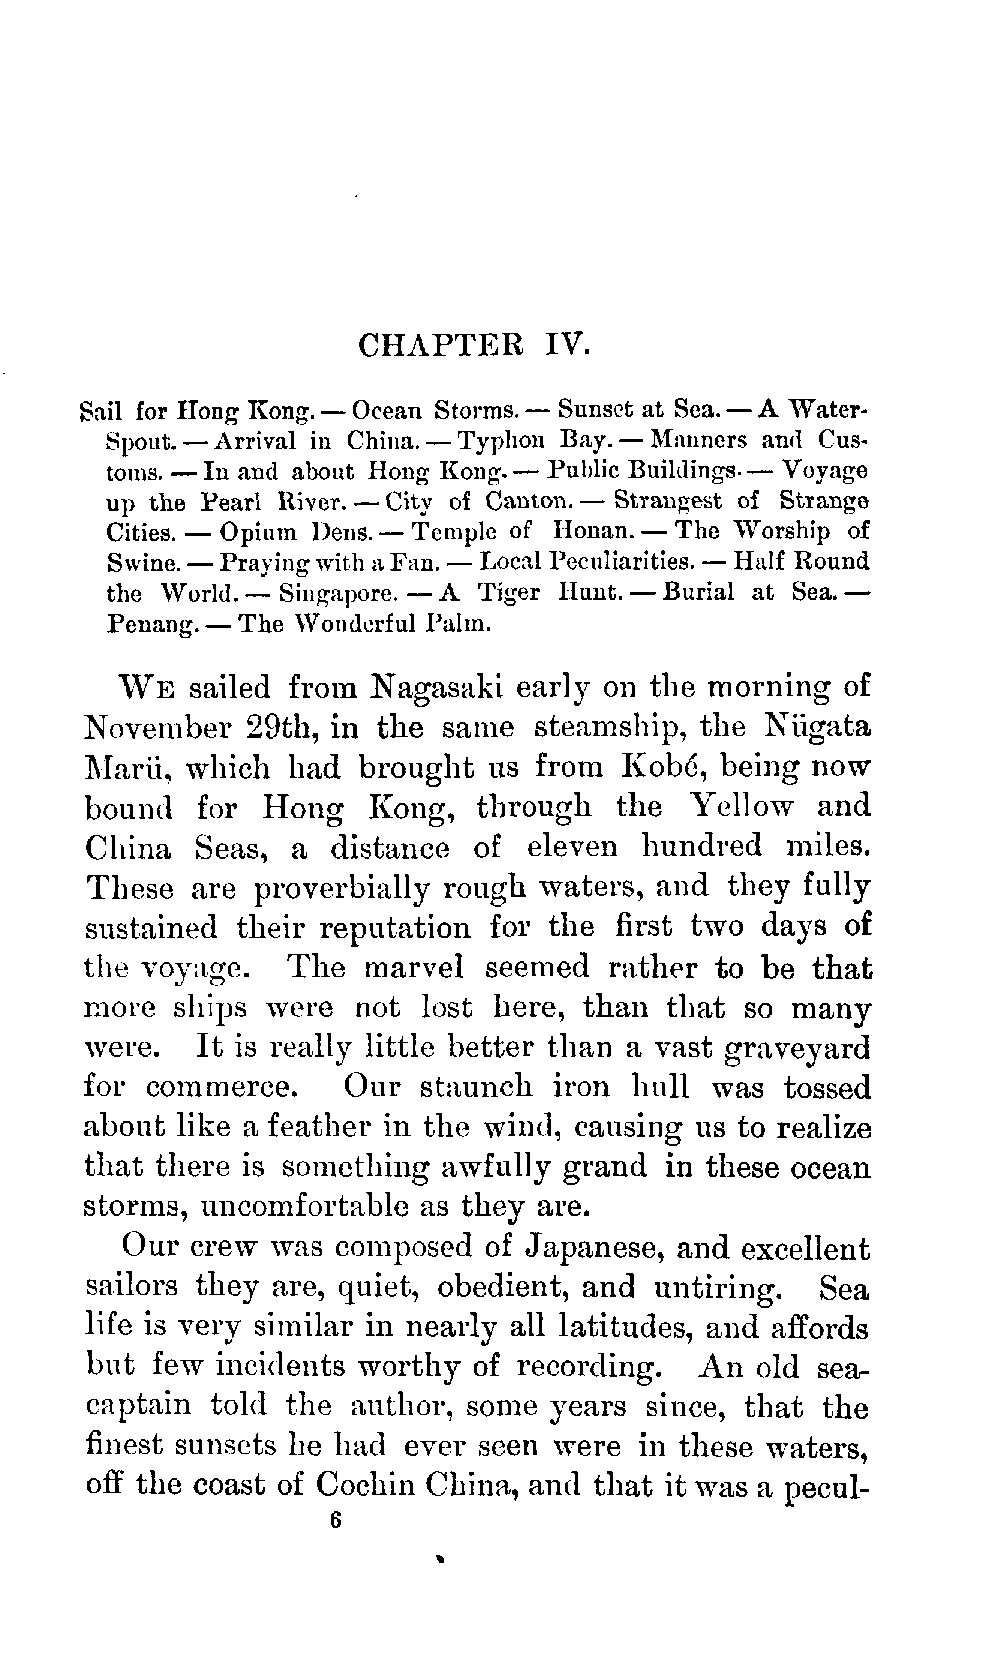 CHAPTER IV.
Sail for Hong Kong. — Ocean Storms. — Sunset at Sea. — A Water-
Spout. — Arrival in China. — Typhon Bay. — Manners and Cus-
toms. — In and about Hong Kong. — Public Buildings. — Voyage
up the Pearl River. — City of Canton. — Strangest of Strange
Cities. — Opium Dens. — Temple of Honan. — The Worship of
Swine. — Praying with a Fan. — Local Peculiarities. — Half Round
the World. — Singapore. — A Tiger Hunt. — Burial at Sea. —
Penang. — The Wonderful Palm.
WE sailed from Nagasaki early on the morning of
November 29th, in the same steamship, the Niigata
Marü, which had brought us from Kobé, being now
bound for Hong Kong, through the Yellow and
China Seas, a distance of eleven hundred miles.
These are proverbially rough waters, and they fully
sustained their reputation for the first two days of
the voyage. The marvel seemed rather to be that
more ships were not lost here, than that so many
were. It is really little better than a vast graveyard
for commerce. Our staunch iron hull was tossed
about like a feather in the wind, causing us to realize
that there is something awfully grand in these ocean
storms, uncomfortable as they are.
Our crew was composed of Japanese, and excellent
sailors they are, quiet, obedient, and untiring. Sea
life is very similar in nearly all latitudes, and affords
but few incidents worthy of recording. An old sea-
captain told the author, some years since, that the
finest sunsets he had ever seen were in these waters,
off the coast of Cochin China, and that it was a pecul-
6